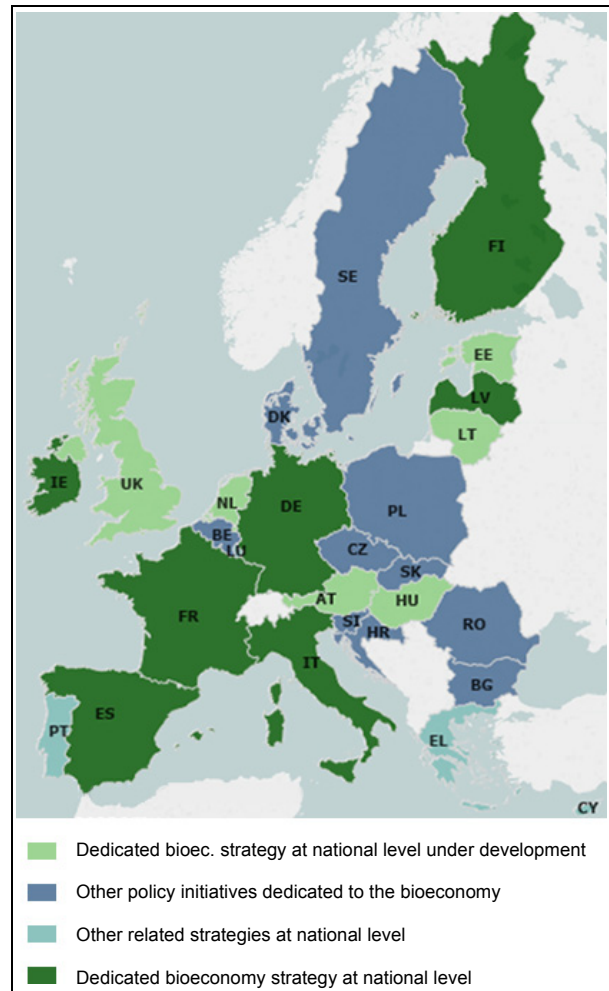 FI
SE
EE
LV
DK
LT
IE
UK
NL
DE
PL
BE
LU
CZ
SK
AT
HU
FR
SI
HR
RO
IT
BG
ES
PT
EL
CY
Dedicated bioec. strategy at national level under development
Other policy initiatives dedicated to the bioeconomy
Other related strategies at national level
Dedicated bioeconomy strategy at national level